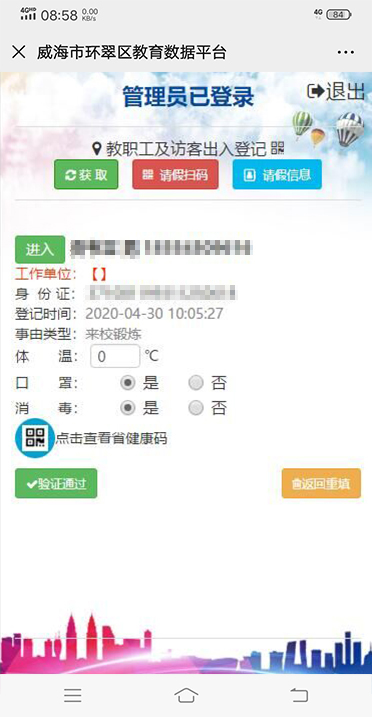 4GHD 08:58 0.00 KB/s 4G 84
威海市环翠区教育数据平台
管理员已登录 退出
教职工及访客出入登记
获取 请假扫码 请假信息
进入
工作单位：【】
身份证：
登记时间：2020-04-30 10:05:27
事由类型：来校锻炼
体温：0 ℃
口罩：是 否
消毒：是 否
点击查看省健康码
验证通过 返回重填